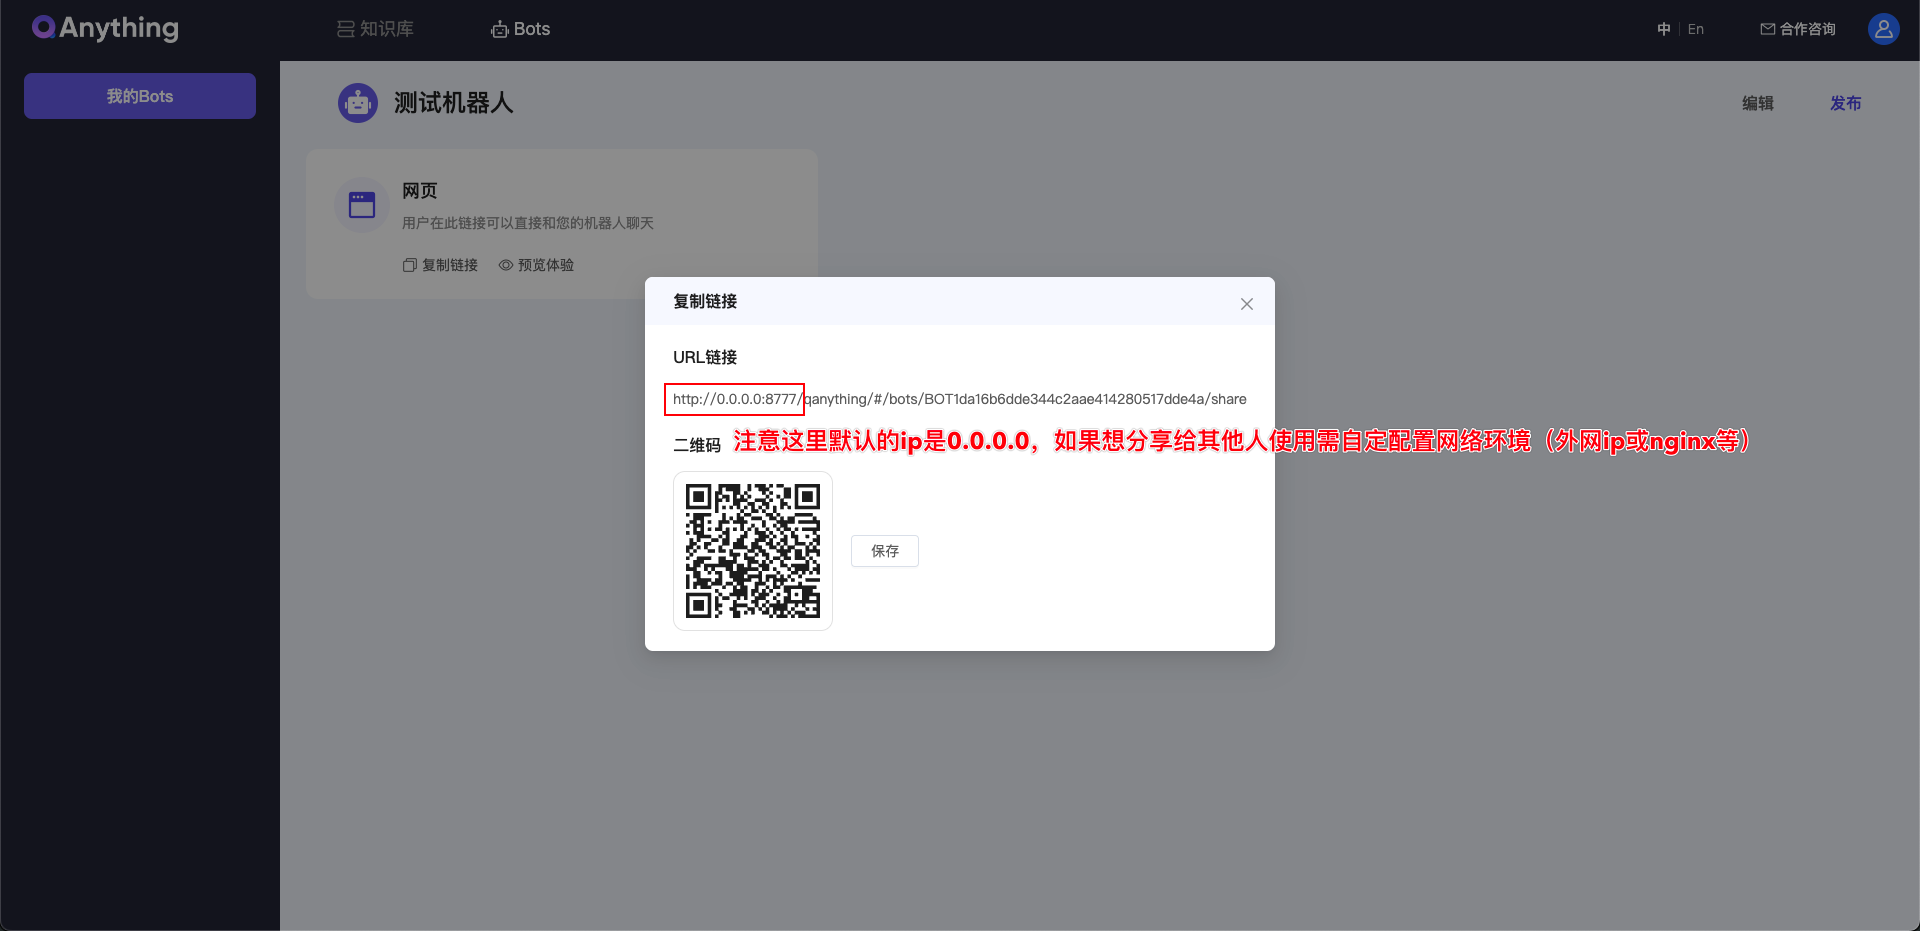 QAnything
知识库
Bots
中
En
合作咨询
我的Bots
测试机器人
编辑
发布
网页
用户在此链接可以直接和您的机器人聊天
复制链接
预览体验
复制链接
URL链接
http://0.0.0.0:8777/qanything/#/bots/BOT1da16b6dde344c2aae414280517dde4a/share
二维码
注意这里默认的ip是0.0.0.0，如果想分享给其他人使用需自定配置网络环境（外网ip或nginx等）
保存